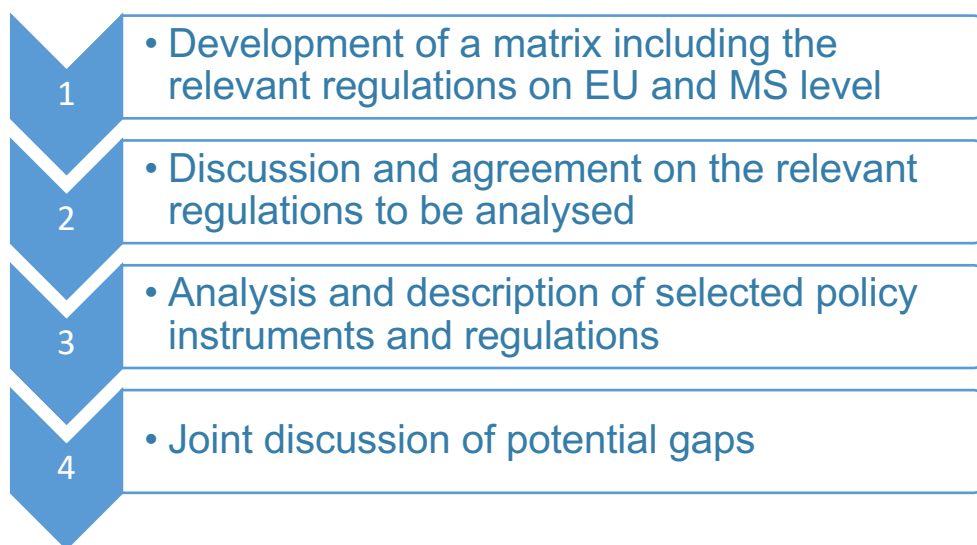 1
• Development of a matrix including the
relevant regulations on EU and MS level
2
• Discussion and agreement on the relevant
regulations to be analysed
3
• Analysis and description of selected policy
instruments and regulations
4
• Joint discussion of potential gaps